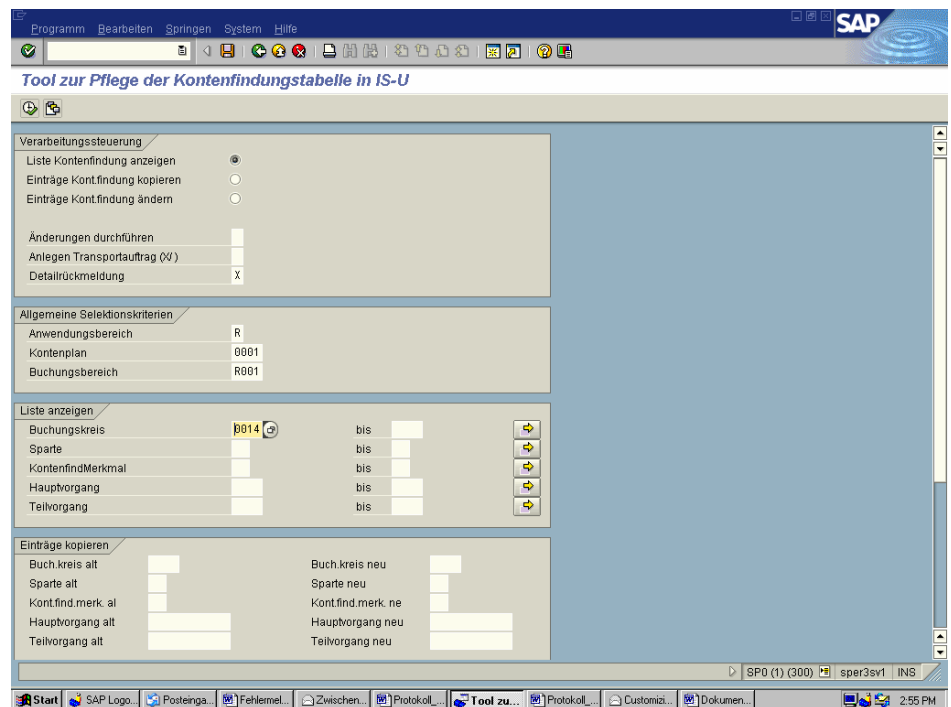 Programm Bearbeiten Springen System Hilfe
SAP
Tool zur Pflege der Kontenfindungstabelle in IS-U
Verarbeitungssteuerung
Liste Kontenfindung anzeigen
Einträge Kont.findung kopieren
Einträge Kont.findung ändern
Änderungen durchführen
Anlegen Transportauftrag (X/ )
Detailrückmeldung X
Allgemeine Selektionskriterien
Anwendungsbereich R
Kontenplan 0001
Buchungsbereich R001
Liste anzeigen
Buchungskreis 0014 bis
Sparte bis
KontenfindMerkmal bis
Hauptvorgang bis
Teilvorgang bis
Einträge kopieren
Buch.kreis alt Buch.kreis neu
Sparte alt Sparte neu
Kont.find.merk. al Kont.find.merk. ne
Hauptvorgang alt Hauptvorgang neu
Teilvorgang alt Teilvorgang neu
SP0 (1) (300) sper3sv1 INS
Start SAP Logo... Posteinga... Fehlermel... Zwischen... Protokoll_... Tool zu... Protokoll_... Customizi... Dokumen... 2:55 PM